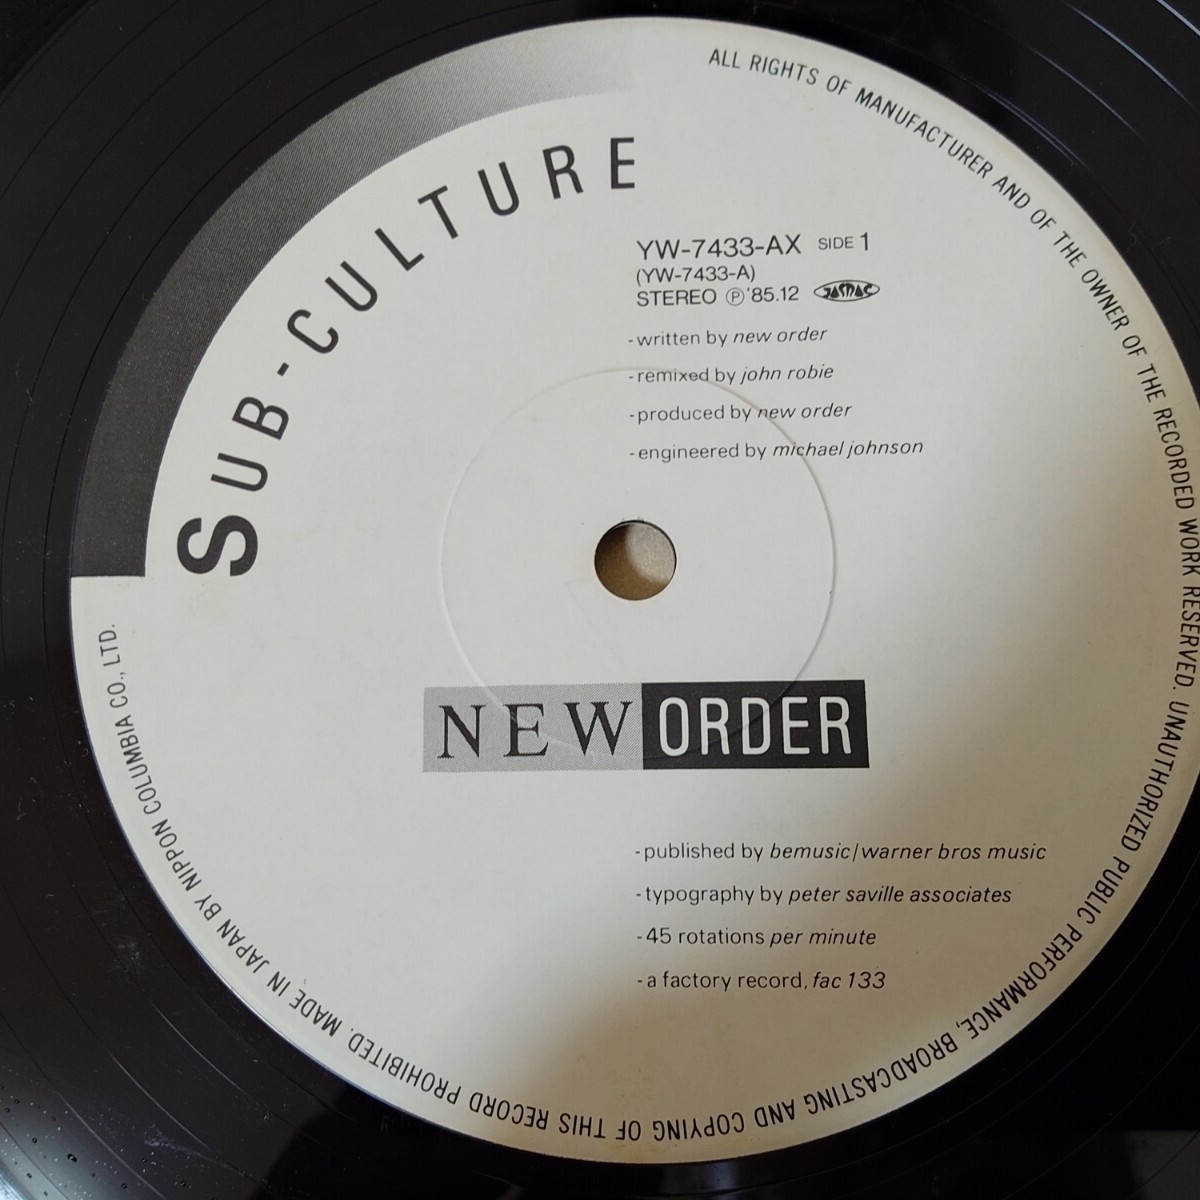 SUB-CULTURE
YW-7433-AX SIDE 1
(YW-7433-A)
STEREO Ⓟ'85.12 JASRAC
-written by new order
-remixed by john robie
-produced by new order
-engineered by michael johnson
NEW ORDER
-published by bemusic/warner bros music
-typography by peter saville associates
-45 rotations per minute
-a factory record, fac 133
ALL RIGHTS OF MANUFACTURER AND OF THE OWNER OF THE RECORDED WORK RESERVED. UNAUTHORIZED PUBLIC PERFORMANCE, BROADCASTING AND COPYING OF THIS RECORD PROHIBITED. MADE IN JAPAN BY NIPPON COLUMBIA CO., LTD.